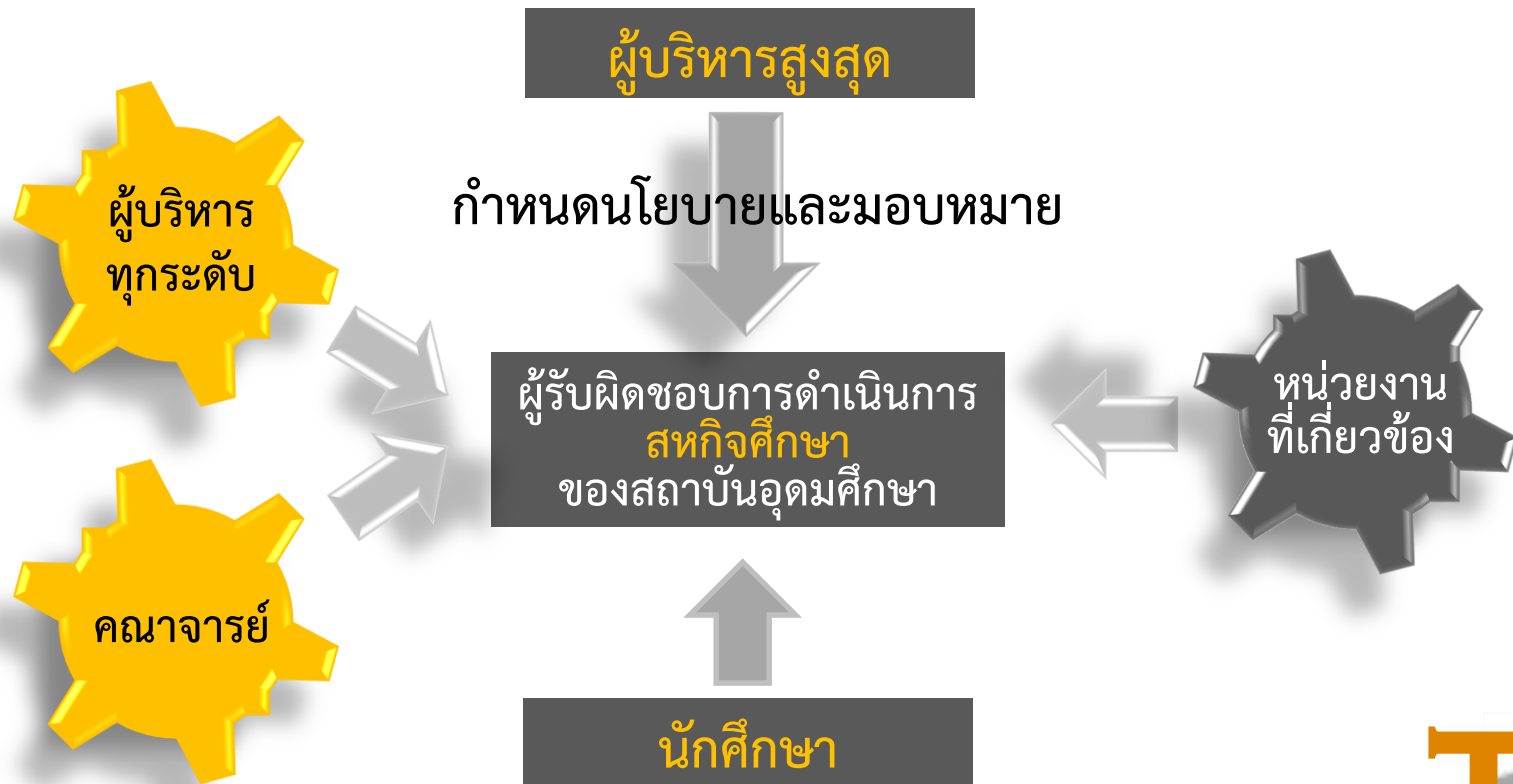 ผู้บริหารสูงสุด
กำหนดนโยบายและมอบหมาย
ผู้บริหาร
ทุกระดับ
ผู้รับผิดชอบการดำเนินการ
สหกิจศึกษา
ของสถาบันอุดมศึกษา
หน่วยงาน
ที่เกี่ยวข้อง
คณาจารย์
นักศึกษา